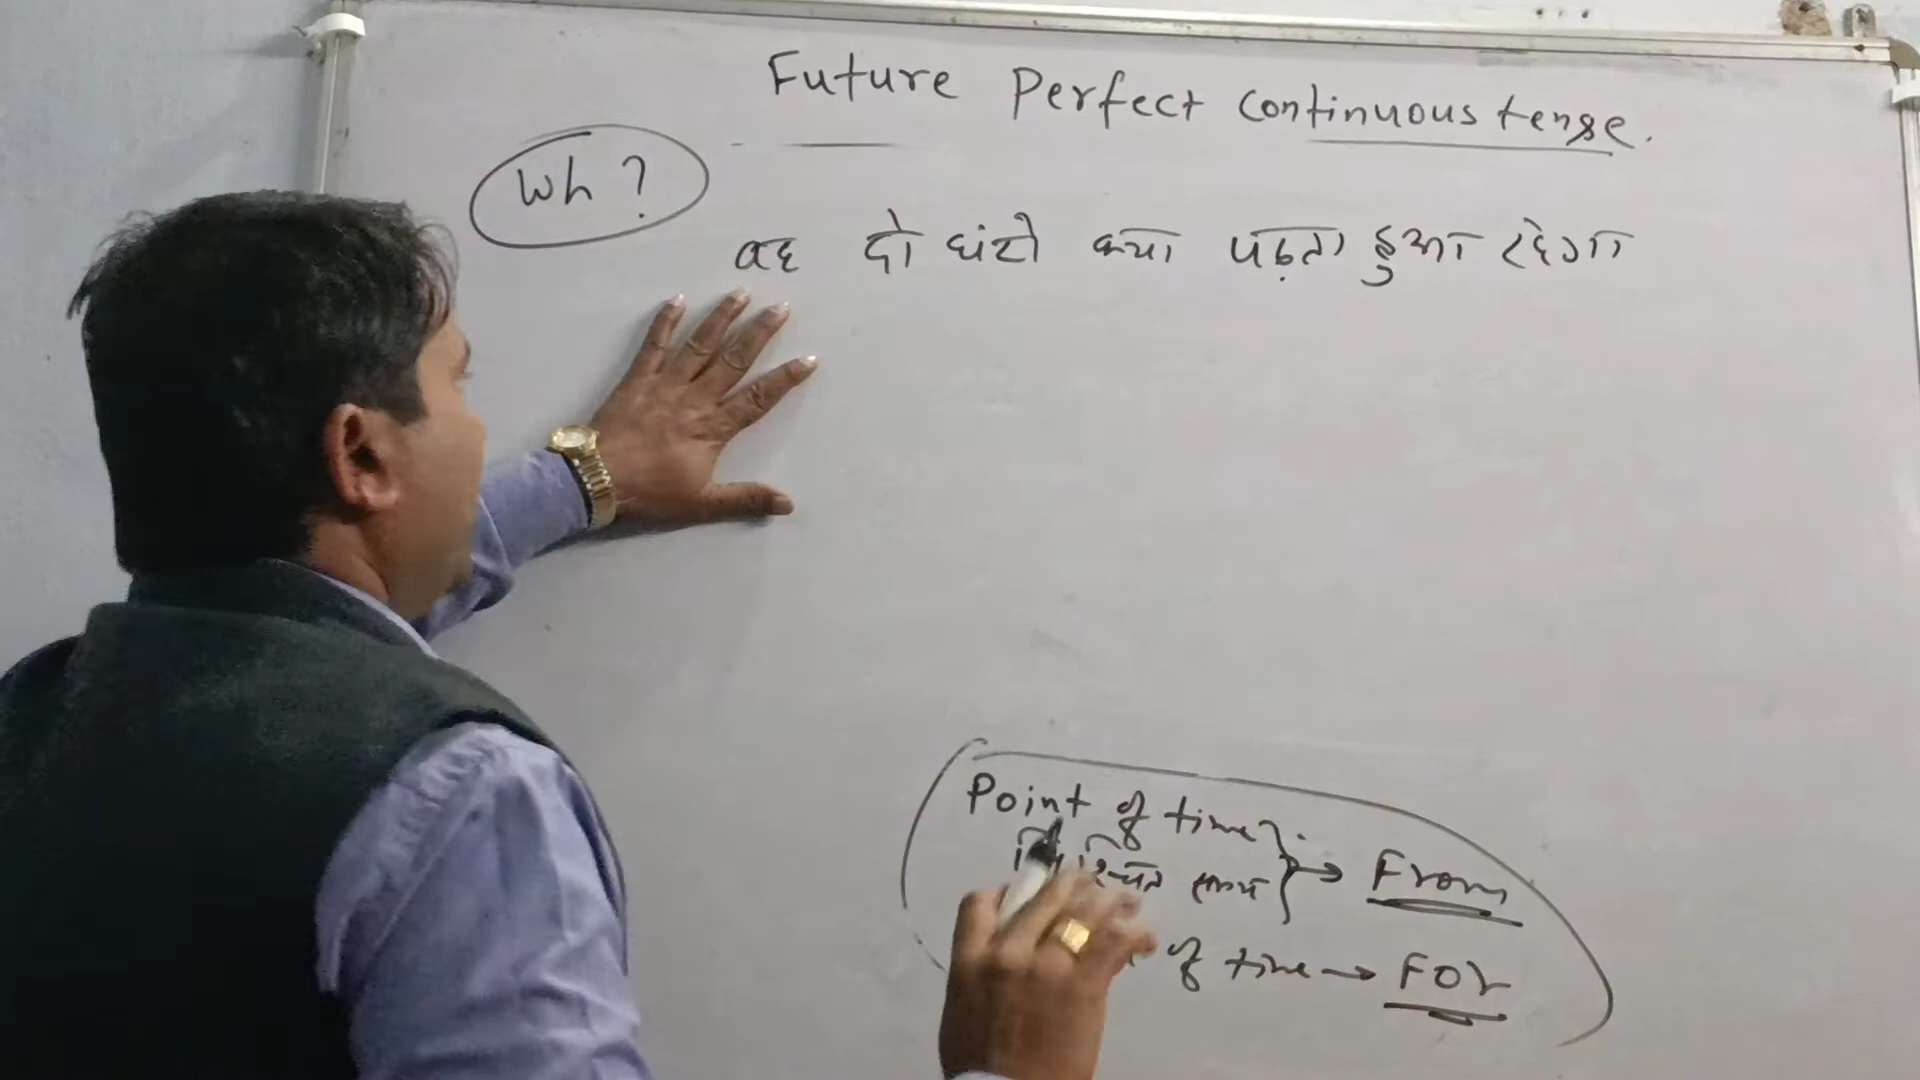 Future Perfect Continuous tense.
Wh ?
वह दो घंटो क्या पढ़ता हुआ रहेगा
Point of time
समय → From
of time → FOR